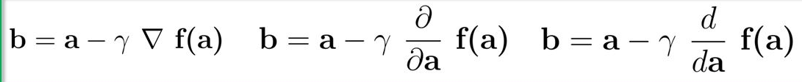 b = a − γ ∇ f(a) b = a − γ ∂/∂a f(a) b = a − γ d/da f(a)